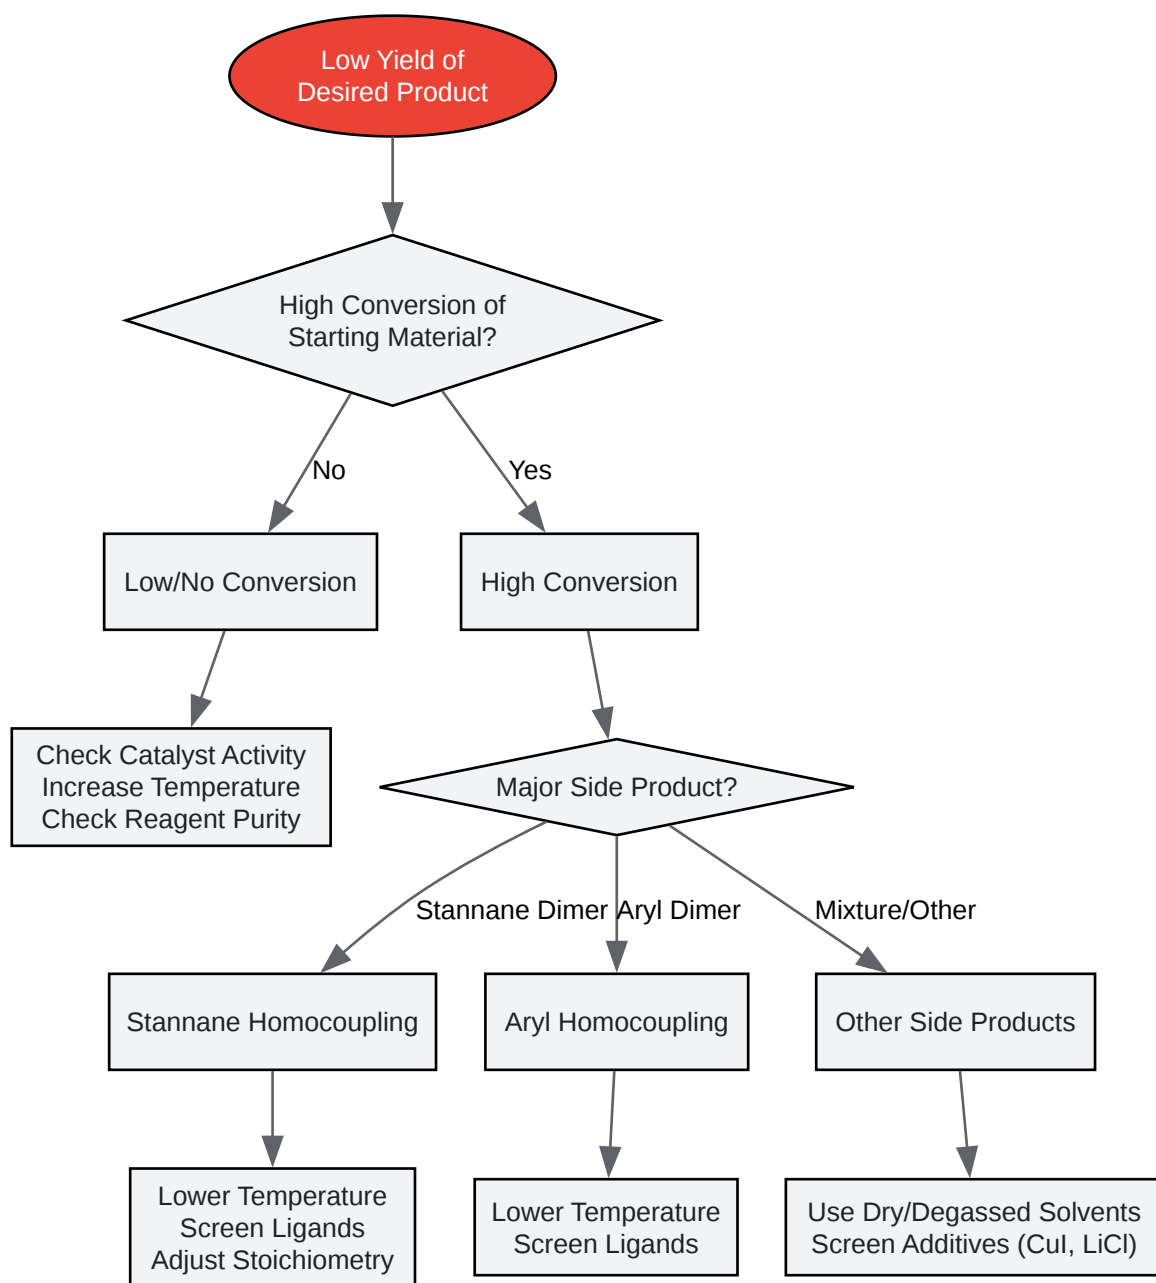 Low Yield of
Desired Product
High Conversion of
Starting Material?
No
Yes
Low/No Conversion
High Conversion
Check Catalyst Activity
Increase Temperature
Check Reagent Purity
Major Side Product?
Stannane Dimer
Aryl Dimer
Mixture/Other
Stannane Homocoupling
Aryl Homocoupling
Other Side Products
Lower Temperature
Screen Ligands
Adjust Stoichiometry
Lower Temperature
Screen Ligands
Use Dry/Degassed Solvents
Screen Additives (CuI, LiCl)